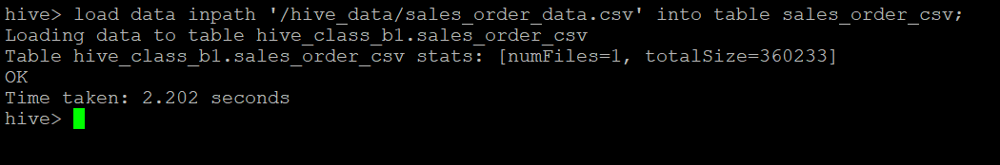 hive> load data inpath '/hive_data/sales_order_data.csv' into table sales_order_csv;
Loading data to table hive_class_b1.sales_order_csv
Table hive_class_b1.sales_order_csv stats: [numFiles=1, totalSize=360233]
OK
Time taken: 2.202 seconds
hive>